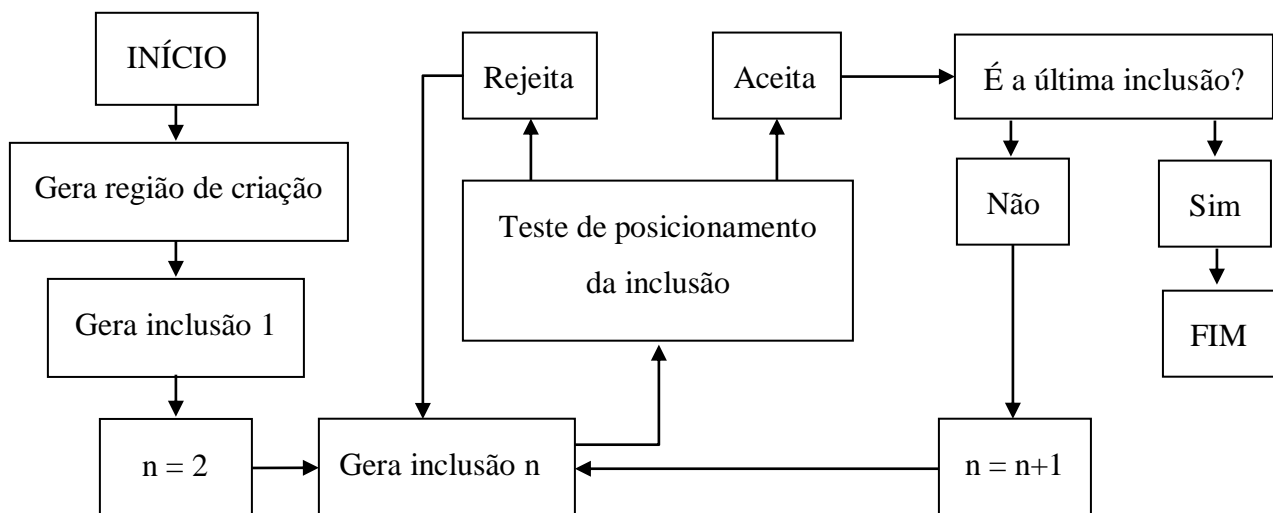 INÍCIO
Gera região de criação
Gera inclusão 1
n = 2
Gera inclusão n
Teste de posicionamento
da inclusão
Rejeita
Aceita
É a última inclusão?
Não
Sim
n = n+1
FIM